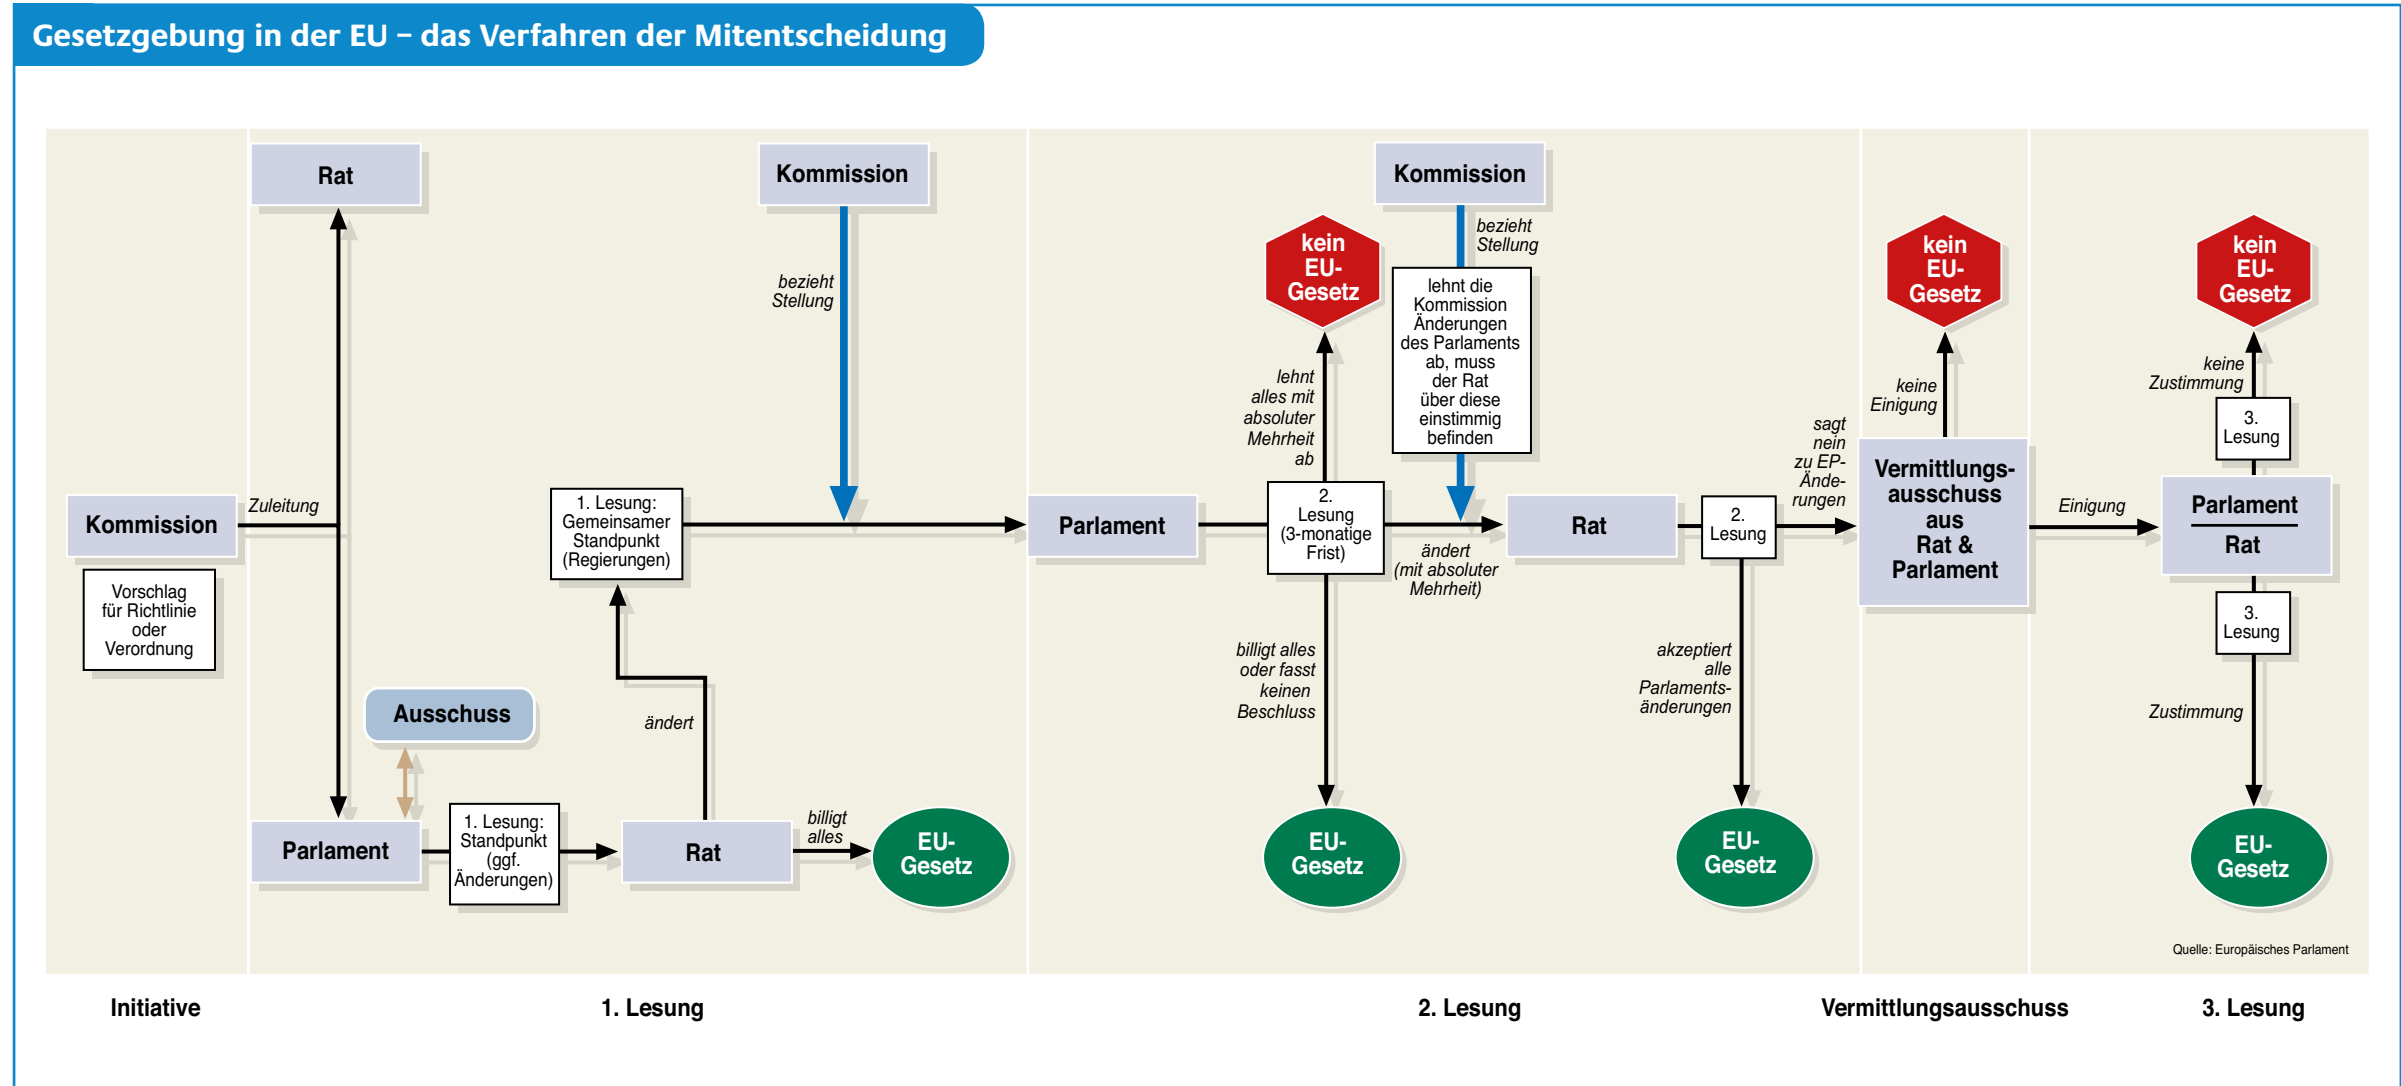 Gesetzgebung in der EU – das Verfahren der Mitentscheidung
Kommission
Vorschlag
für Richtlinie
oder
Verordnung
Zuleitung
Rat
Ausschuss
Parlament
1. Lesung:
Standpunkt
(ggf.
Änderungen)
Rat
billigt
alles
EU-
Gesetz
ändert
1. Lesung:
Gemeinsamer
Standpunkt
(Regierungen)
Kommission
bezieht
Stellung
Parlament
2.
Lesung
(3-monatige
Frist)
lehnt
alles mit
absoluter
Mehrheit
ab
kein
EU-
Gesetz
billigt alles
oder fasst
keinen
Beschluss
EU-
Gesetz
Kommission
bezieht
Stellung
lehnt die
Kommission
Änderungen
des Parlaments
ab, muss
der Rat
über diese
einstimmig
befinden
ändert
(mit absoluter
Mehrheit)
Rat
2.
Lesung
akzeptiert
alle
Parlaments-
änderungen
EU-
Gesetz
sagt
nein
zu EP-
Ände-
rungen
Vermittlungs-
ausschuss
aus
Rat &
Parlament
keine
Einigung
kein
EU-
Gesetz
Einigung
Parlament
Rat
3.
Lesung
keine
Zustimmung
kein
EU-
Gesetz
3.
Lesung
Zustimmung
EU-
Gesetz
Quelle: Europäisches Parlament
Initiative
1. Lesung
2. Lesung
Vermittlungsausschuss
3. Lesung